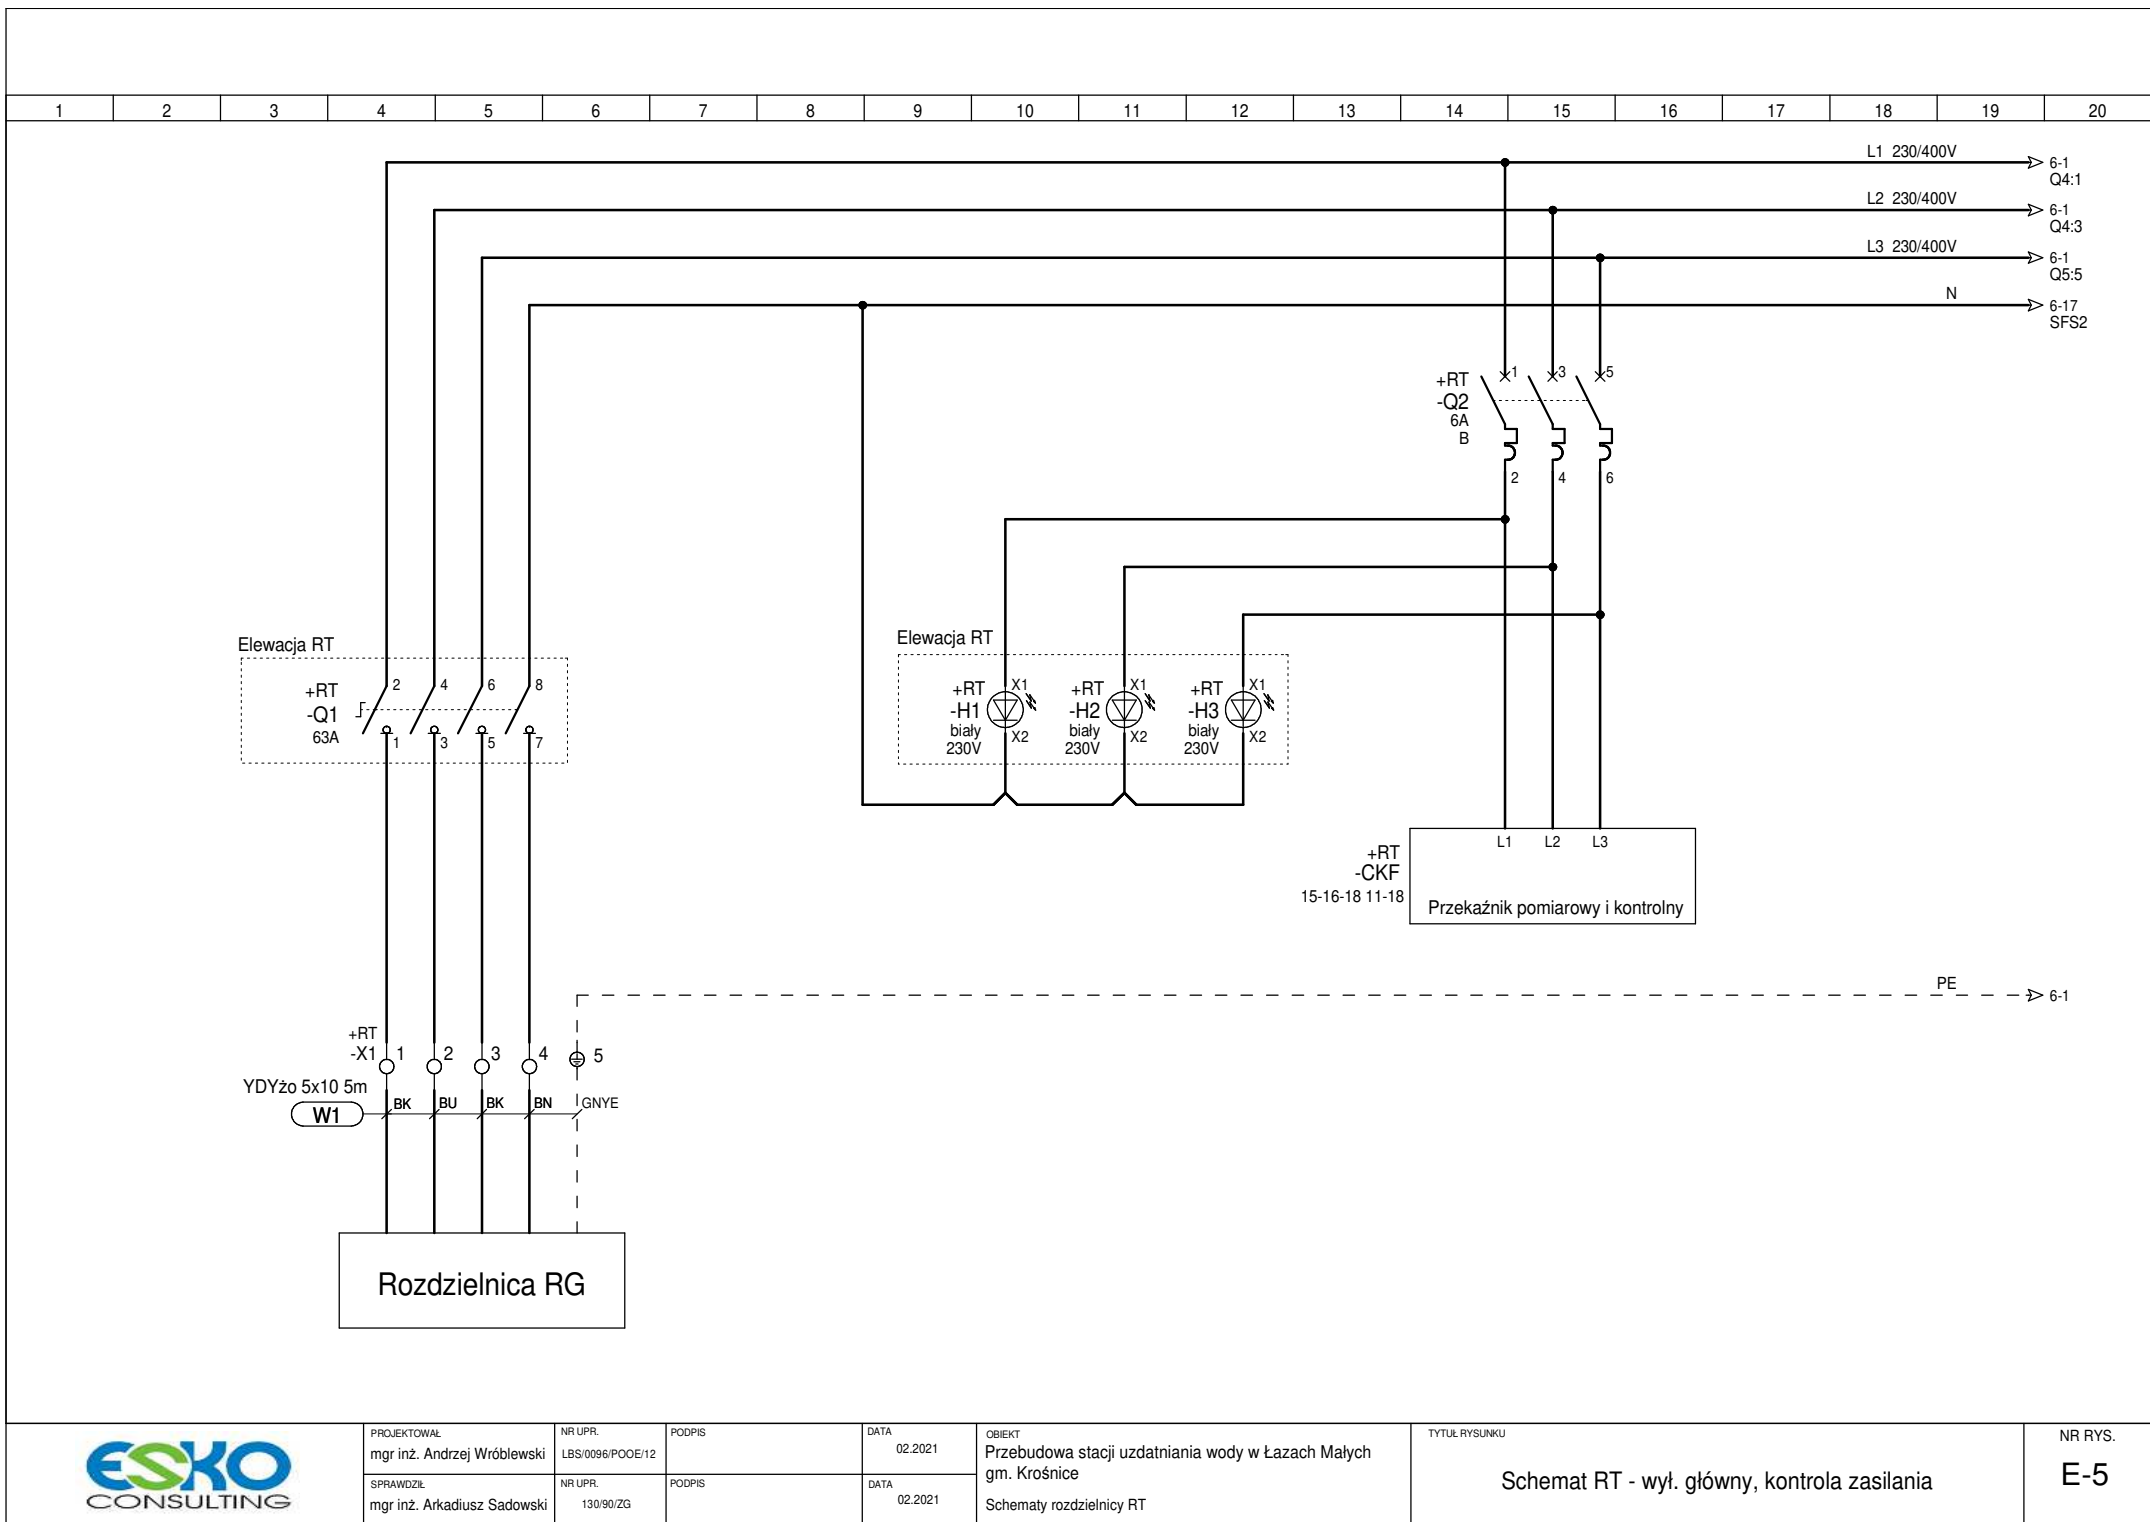 1 2 3 4 5 6 7 8 9 10 11 12 13 14 15 16 17 18 19 20
L1 230/400V
6-1
Q4:1
L2 230/400V
6-1
Q4:3
L3 230/400V
6-1
Q5:5
N
6-17
SFS2
+RT
-Q2
6A
B
1 3 5
2 4 6
Elewacja RT
+RT
-Q1
63A
2 4 6 8
1 3 5 7
Elewacja RT
+RT
-H1
biały
230V
X1
X2
+RT
-H2
biały
230V
X1
X2
+RT
-H3
biały
230V
X1
X2
L1 L2 L3
+RT
-CKF
15-16-18 11-18
Przekaźnik pomiarowy i kontrolny
PE
6-1
+RT
-X1 1 2 3 4 5
YDYżo 5x10 5m
W1
BK BU BK BN GNYE
Rozdzielnica RG
ESKO
CONSULTING
PROJEKTOWAŁ
mgr inż. Andrzej Wróblewski
NR UPR.
LBS/0096/POOE/12
PODPIS
DATA
02.2021
SPRAWDZIŁ
mgr inż. Arkadiusz Sadowski
NR UPR.
130/90/ZG
PODPIS
DATA
02.2021
OBIEKT
Przebudowa stacji uzdatniania wody w Łazach Małych
gm. Krośnice
Schematy rozdzielnicy RT
TYTUŁ RYSUNKU
Schemat RT - wył. główny, kontrola zasilania
NR RYS.
E-5